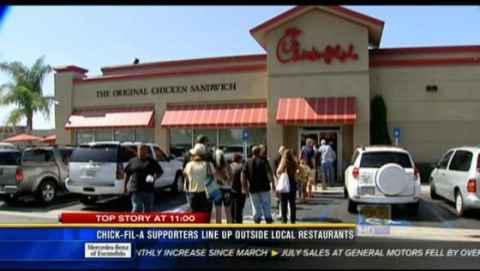 Chick-fil-A
THE ORIGINAL CHICKEN SANDWICH
TOP STORY AT 11:00
CHICK-FIL-A SUPPORTERS LINE UP OUTSIDE LOCAL RESTAURANTS
Mercedes-Benz
of Escondido
NTHLY INCREASE SINCE MARCH ► JULY SALES AT GENERAL MOTORS FELL BY OVER